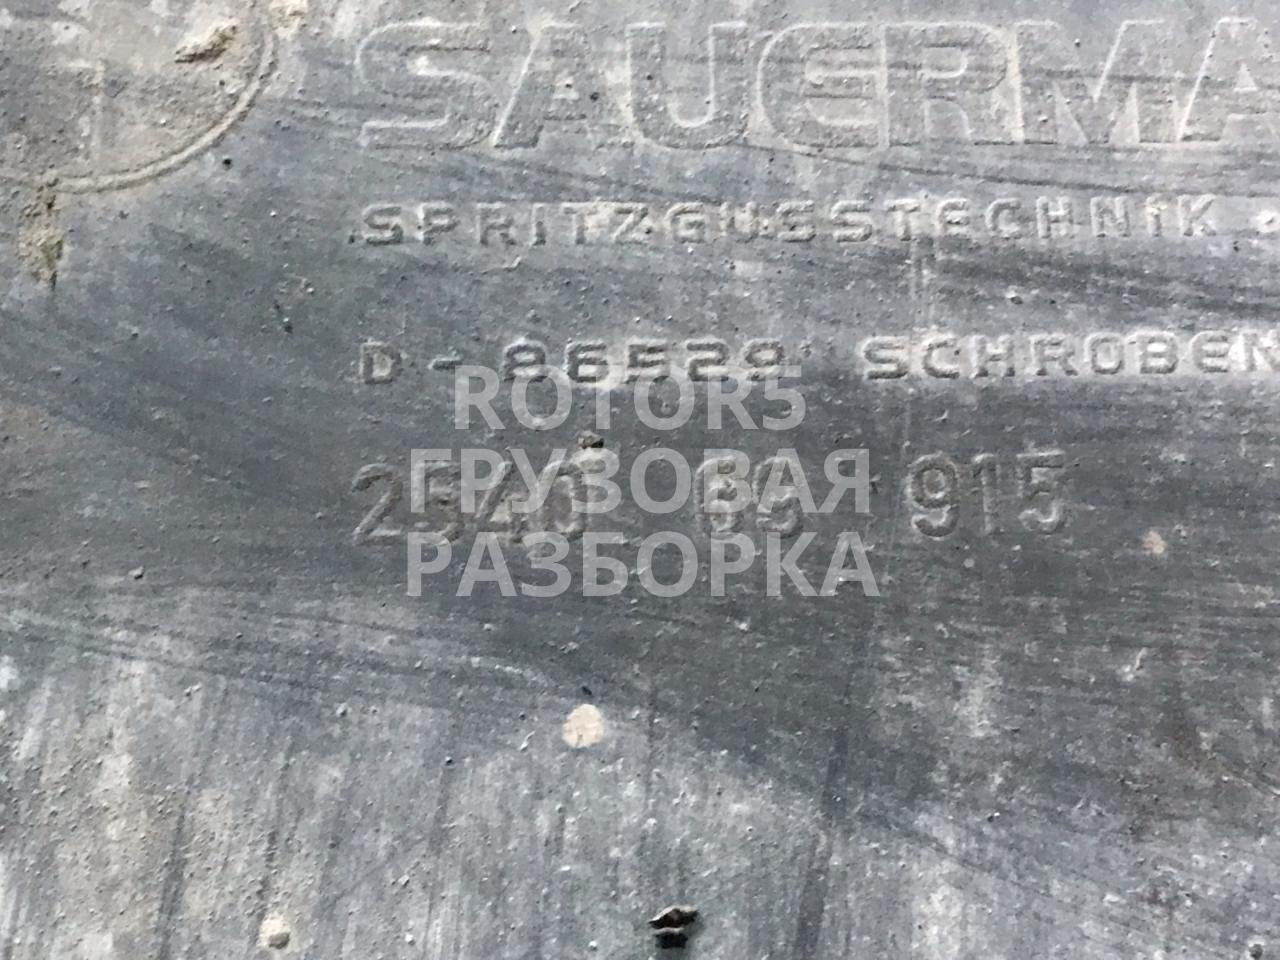 SAUERMA
SPRITZGUSSTECHNIK
D-86529 SCHROBEN
ROTOR5
ГРУЗОВАЯ
РАЗБОРКА
915